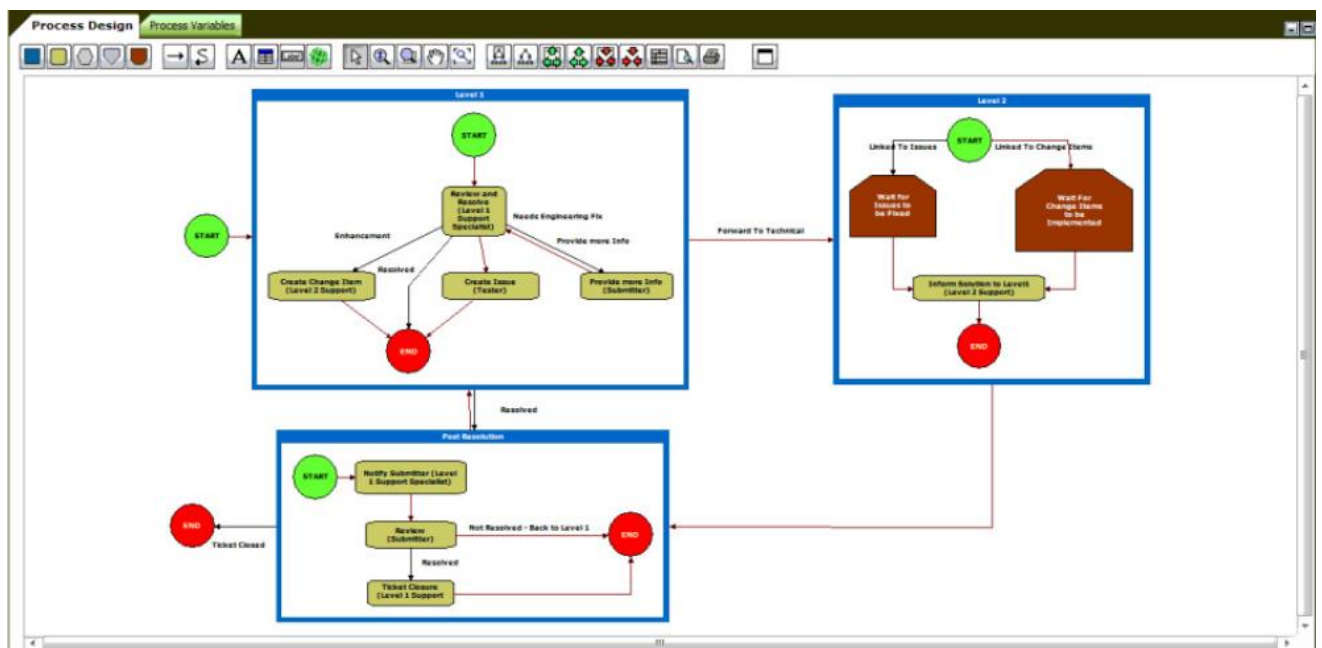 Process Design
Process Variables
A
Level 1
START
Review and
Resolve
(Level 1
Support
Specialist)
Needs Engineering Fix
Enhancement
Provide more Info
Resolved
Create Change Item
(Level 2 Support)
Create Issue
(Tester)
Provide more Info
(Submitter)
END
START
Forward To Technical
Level 2
START
Linked To Issues
Linked To Change Items
Wait for
Issues to
be Fixed
Wait For
Change Items
to be
Implemented
Inform Solution to Level1
(Level 2 Support)
END
Resolved
Post Resolution
START
Notify Submitter (Level
1 Support Specialist)
Review
(Submitter)
Not Resolved - Back to Level 1
END
Resolved
Ticket Closure
(Level 1 Support
END
Ticket Closed